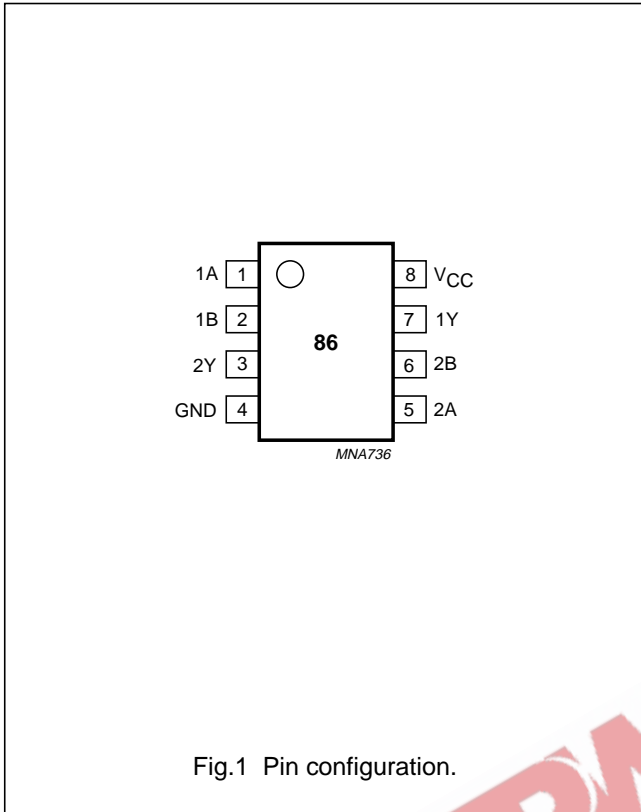 1A 1 8 VCC
1B 2 7 1Y
86
2Y 3 6 2B
GND 4 5 2A
MNA736
Fig.1 Pin configuration.